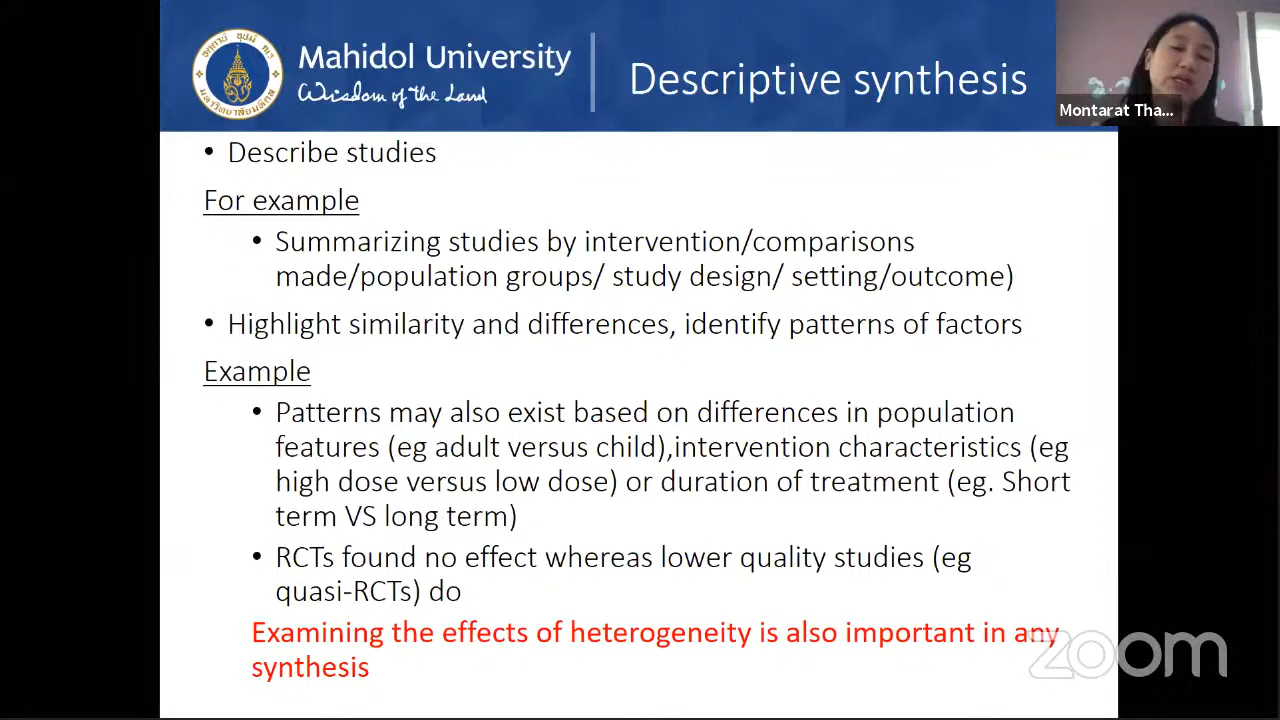 Mahidol University
Wisdom of the Land
Descriptive synthesis
Montarat Tha...
• Describe studies
For example
• Summarizing studies by intervention/comparisons
made/population groups/ study design/ setting/outcome)
• Highlight similarity and differences, identify patterns of factors
Example
• Patterns may also exist based on differences in population
features (eg adult versus child),intervention characteristics (eg
high dose versus low dose) or duration of treatment (eg. Short
term VS long term)
• RCTs found no effect whereas lower quality studies (eg
quasi-RCTs) do
Examining the effects of heterogeneity is also important in any
synthesis
zoom